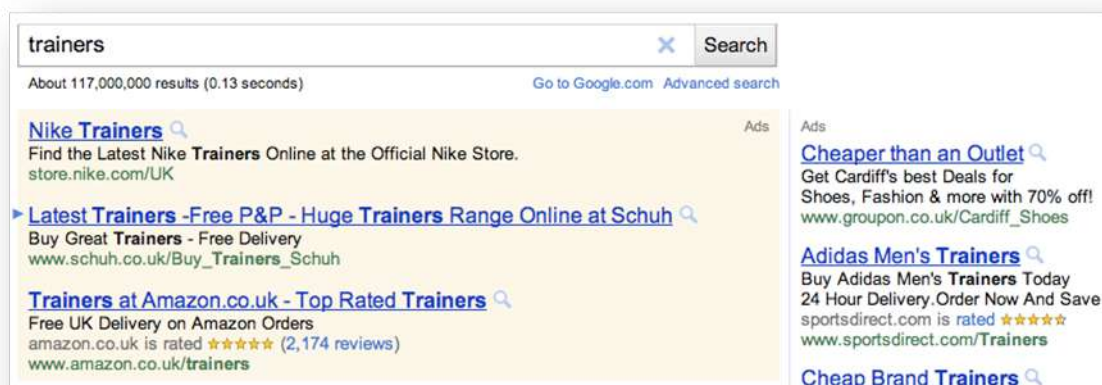 trainers
Search
About 117,000,000 results (0.13 seconds)
Go to Google.com Advanced search
Ads
Nike Trainers
Find the Latest Nike Trainers Online at the Official Nike Store.
store.nike.com/UK
Latest Trainers -Free P&P - Huge Trainers Range Online at Schuh
Buy Great Trainers - Free Delivery
www.schuh.co.uk/Buy_Trainers_Schuh
Trainers at Amazon.co.uk - Top Rated Trainers
Free UK Delivery on Amazon Orders
amazon.co.uk is rated ★★★★★ (2,174 reviews)
www.amazon.co.uk/trainers
Ads
Cheaper than an Outlet
Get Cardiff's best Deals for
Shoes, Fashion & more with 70% off!
www.groupon.co.uk/Cardiff_Shoes
Adidas Men's Trainers
Buy Adidas Men's Trainers Today
24 Hour Delivery.Order Now And Save
sportsdirect.com is rated ★★★★★
www.sportsdirect.com/Trainers
Cheap Brand Trainers